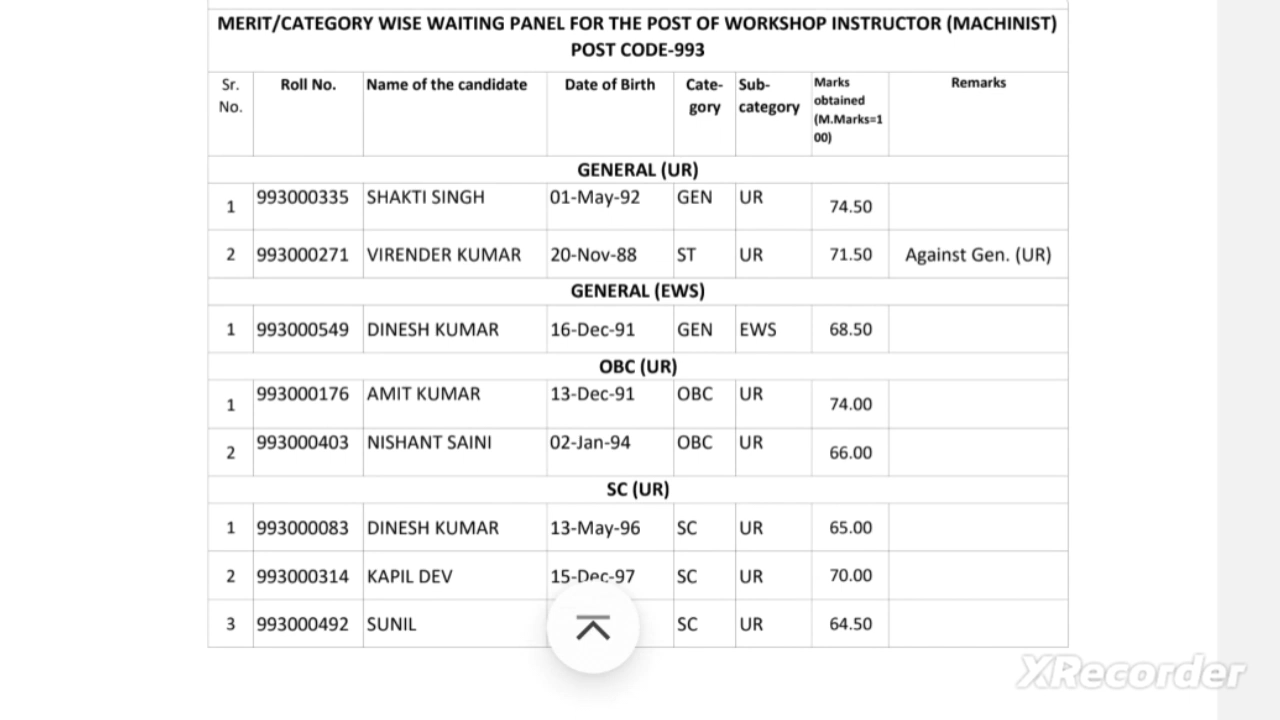 MERIT/CATEGORY WISE WAITING PANEL FOR THE POST OF WORKSHOP INSTRUCTOR (MACHINIST)
POST CODE-993
Sr. No. Roll No. Name of the candidate Date of Birth Cate-gory Sub-category Marks obtained (M.Marks=100) Remarks
GENERAL (UR)
1 993000335 SHAKTI SINGH 01-May-92 GEN UR 74.50
2 993000271 VIRENDER KUMAR 20-Nov-88 ST UR 71.50 Against Gen. (UR)
GENERAL (EWS)
1 993000549 DINESH KUMAR 16-Dec-91 GEN EWS 68.50
OBC (UR)
1 993000176 AMIT KUMAR 13-Dec-91 OBC UR 74.00
2 993000403 NISHANT SAINI 02-Jan-94 OBC UR 66.00
SC (UR)
1 993000083 DINESH KUMAR 13-May-96 SC UR 65.00
2 993000314 KAPIL DEV 15-Dec-97 SC UR 70.00
3 993000492 SUNIL SC UR 64.50
XRecorder